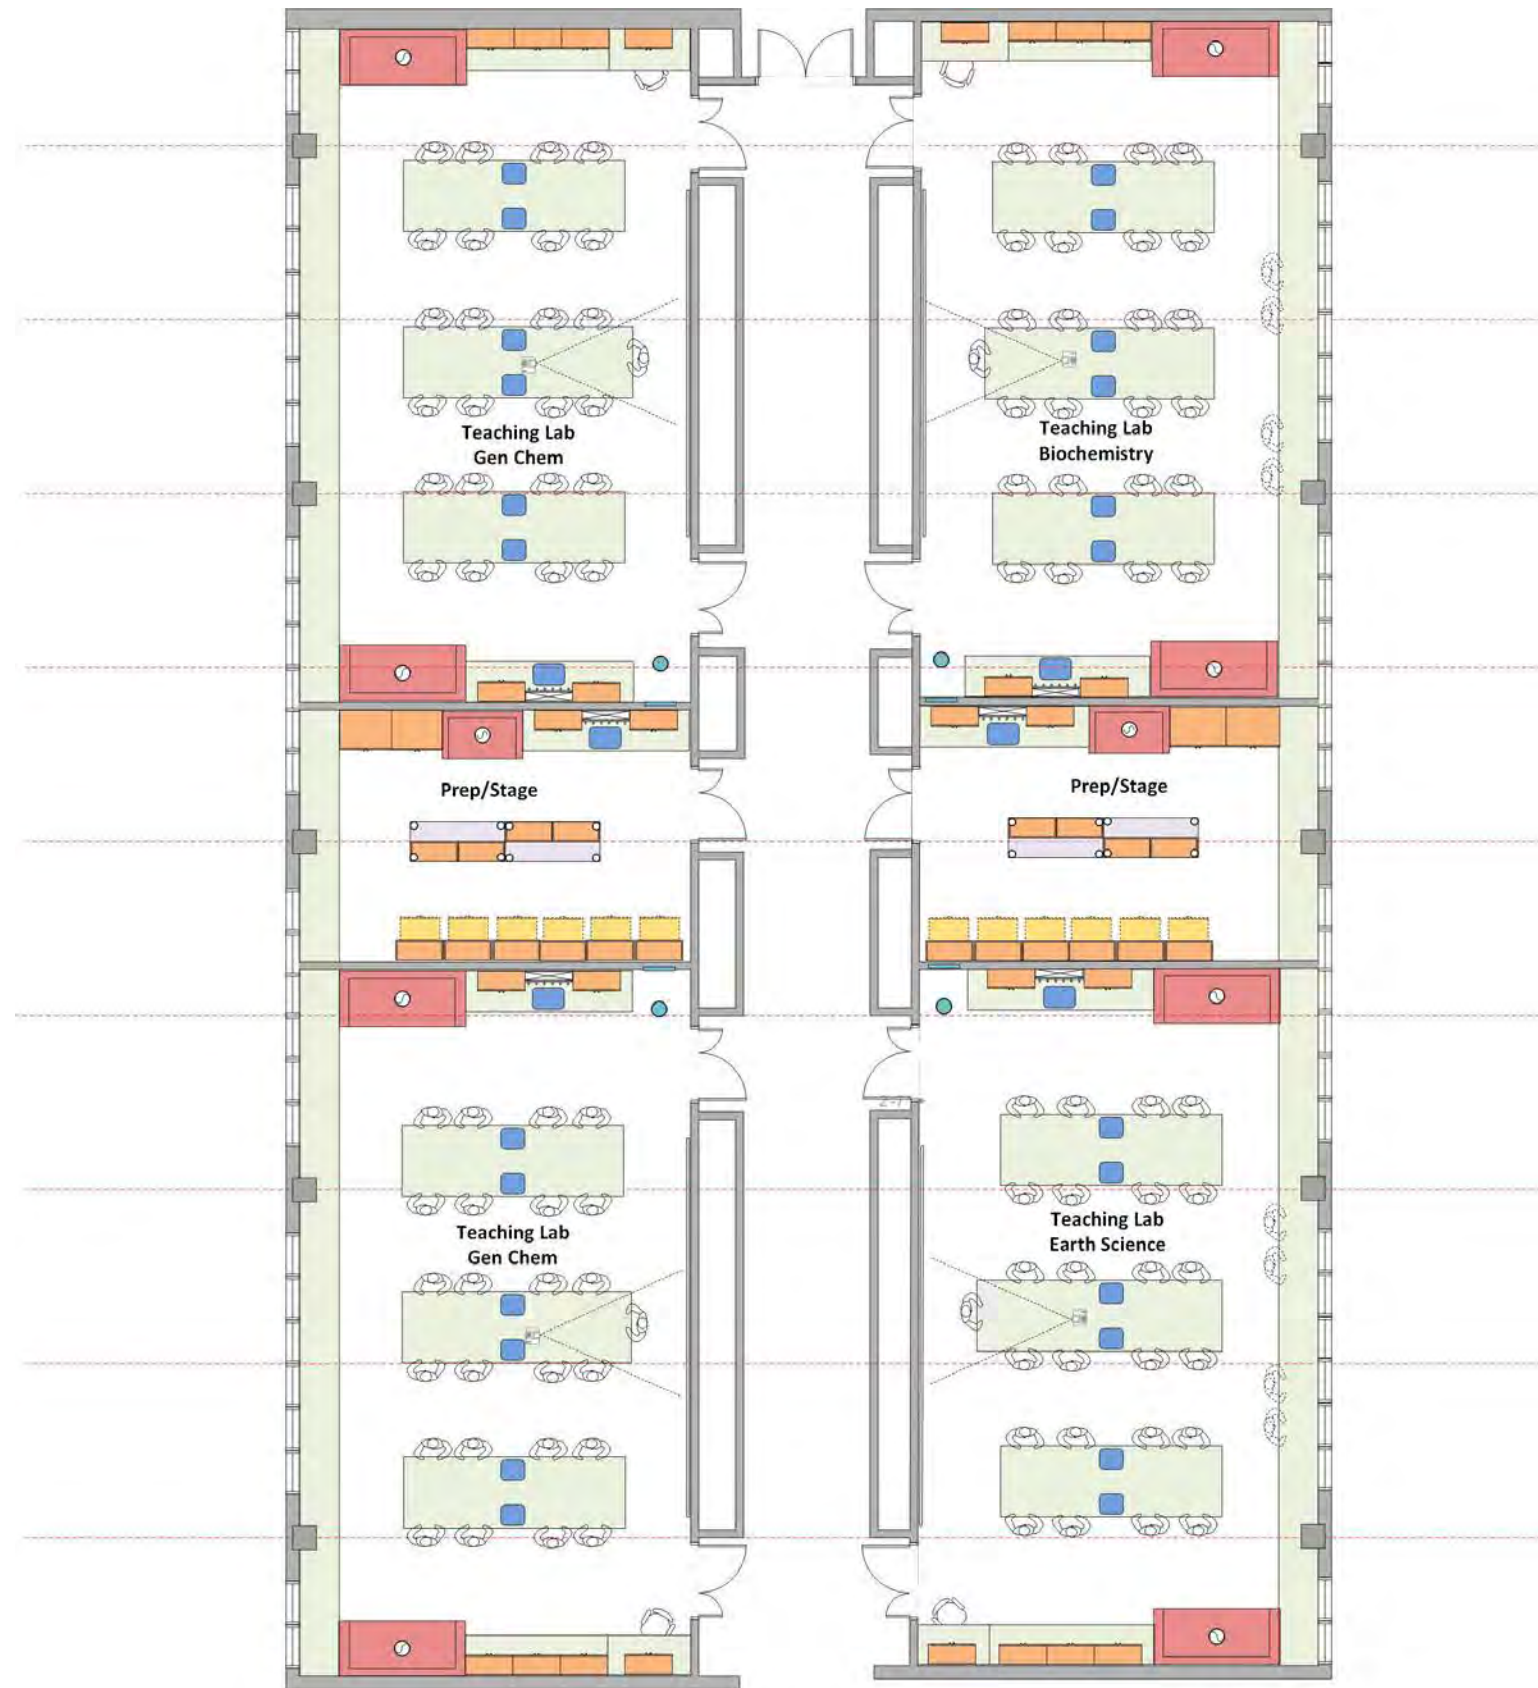 Teaching Lab
Gen Chem
Teaching Lab
Biochemistry
Prep/Stage
Prep/Stage
Teaching Lab
Gen Chem
Teaching Lab
Earth Science